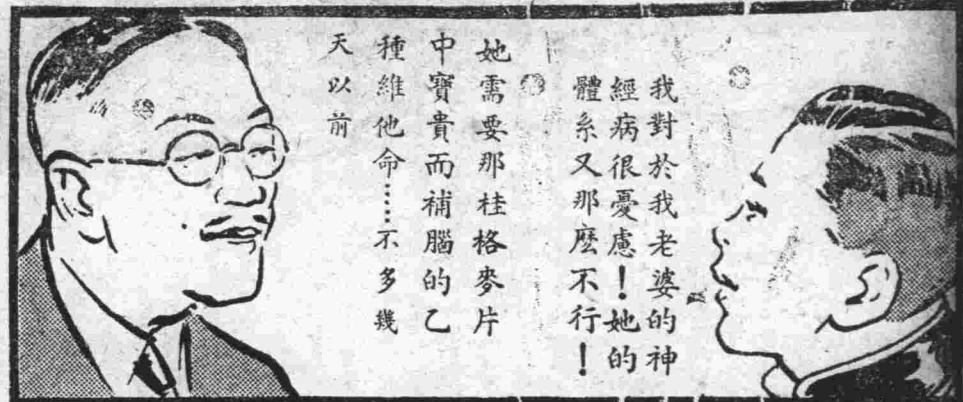 我對於我老婆的神
經病很憂慮！她的
體系又那麽不行！
她需要那桂格麥片
中寶貴而補腦的乙
種維他命……不多幾
天以前